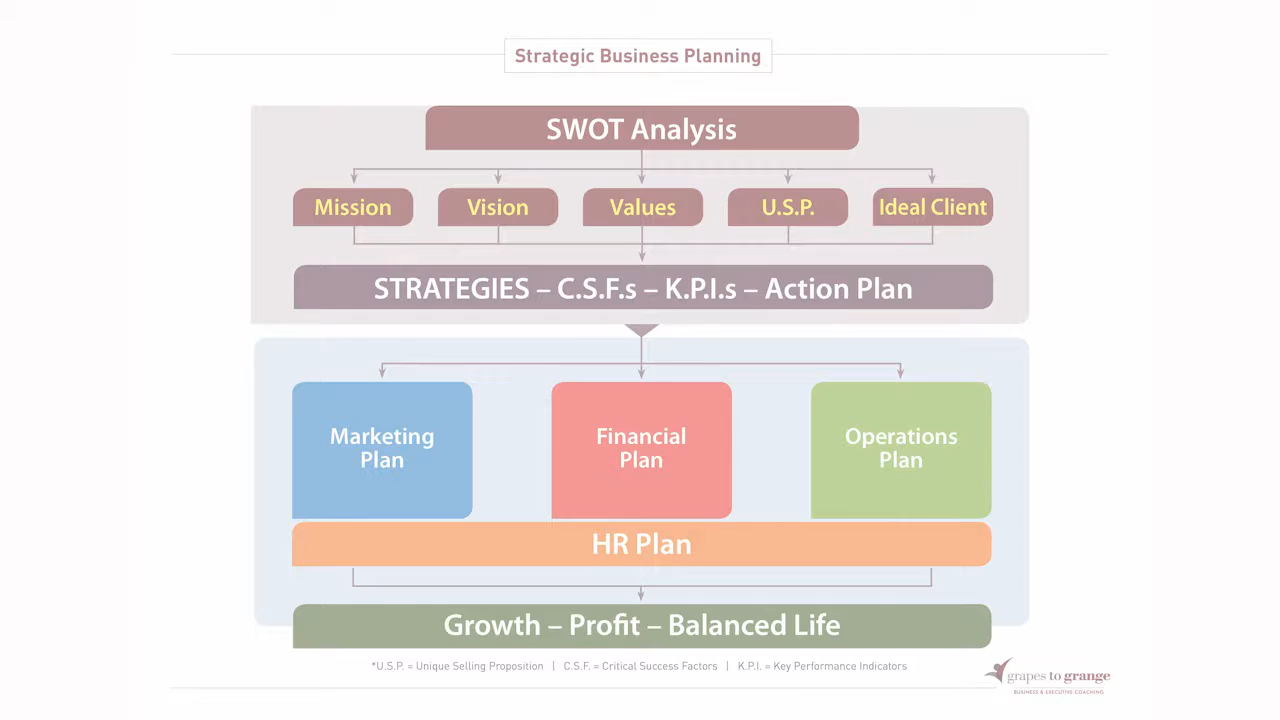 Strategic Business Planning
SWOT Analysis
Mission
Vision
Values
U.S.P.
Ideal Client
STRATEGIES – C.S.F.s – K.P.I.s – Action Plan
Marketing
Plan
Financial
Plan
Operations
Plan
HR Plan
Growth – Profit – Balanced Life
*U.S.P. = Unique Selling Proposition | C.S.F. = Critical Success Factors | K.P.I. = Key Performance Indicators
grapes to grange
BUSINESS & EXECUTIVE COACHING